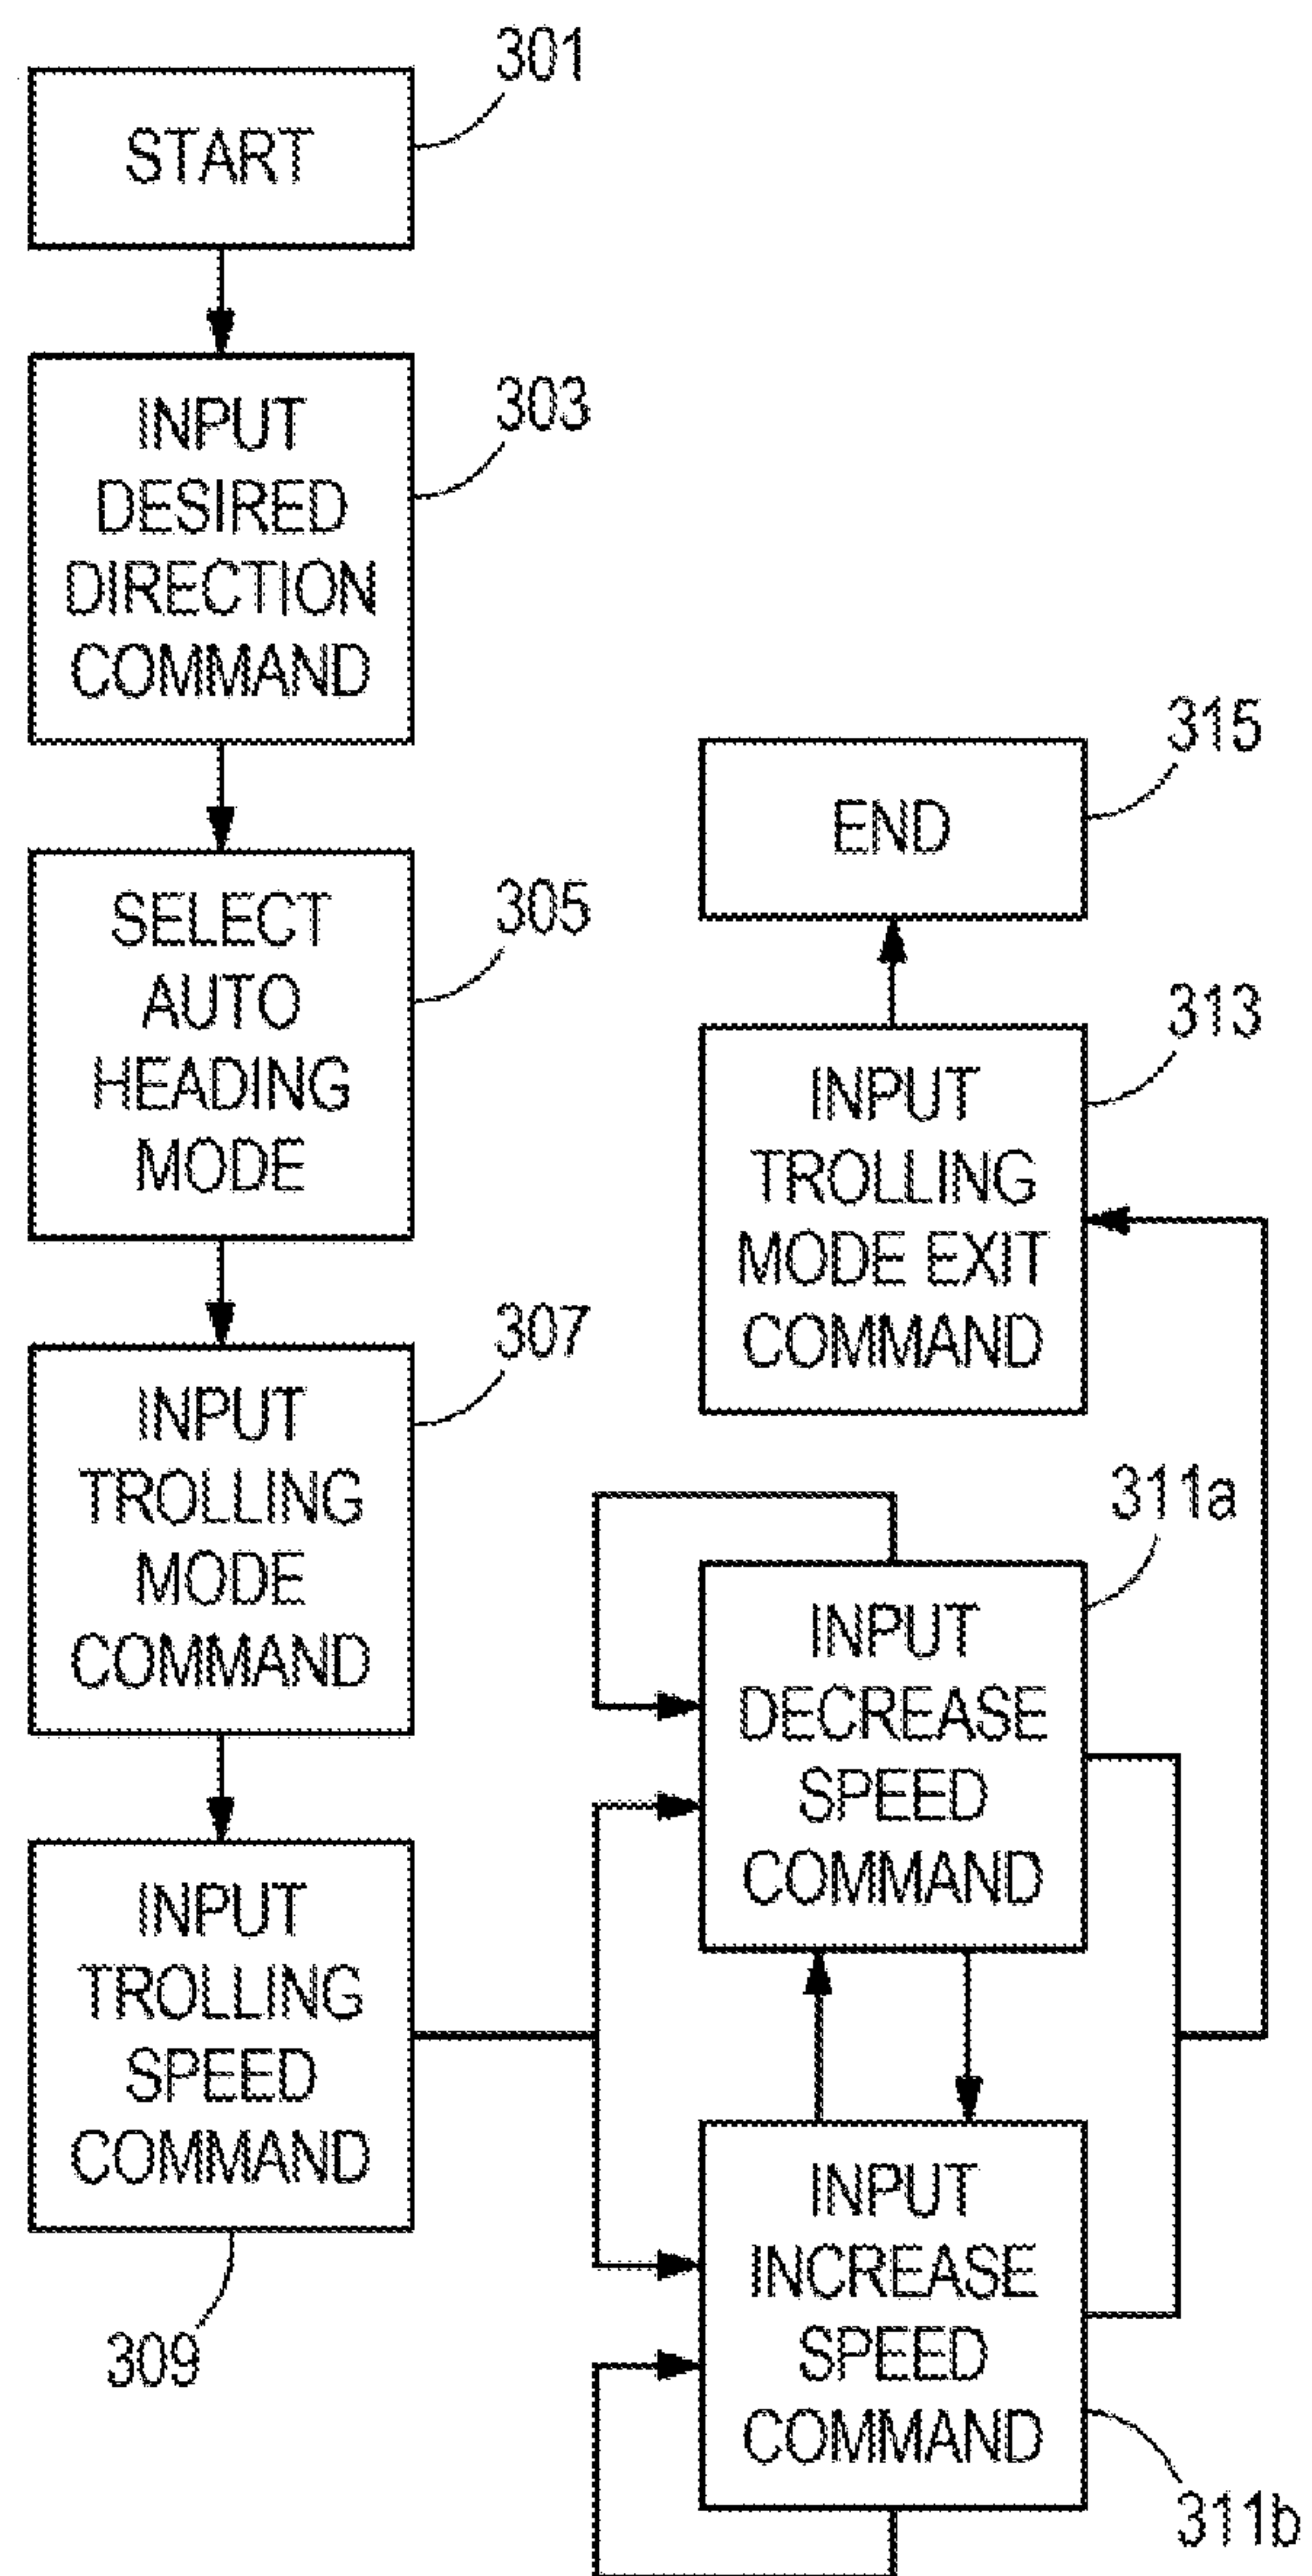 301
START
303
INPUT
DESIRED
DIRECTION
COMMAND
305
SELECT
AUTO
HEADING
MODE
307
INPUT
TROLLING
MODE
COMMAND
INPUT
TROLLING
SPEED
COMMAND
309
315
END
313
INPUT
TROLLING
MODE EXIT
COMMAND
311a
INPUT
DECREASE
SPEED
COMMAND
INPUT
INCREASE
SPEED
COMMAND
311b